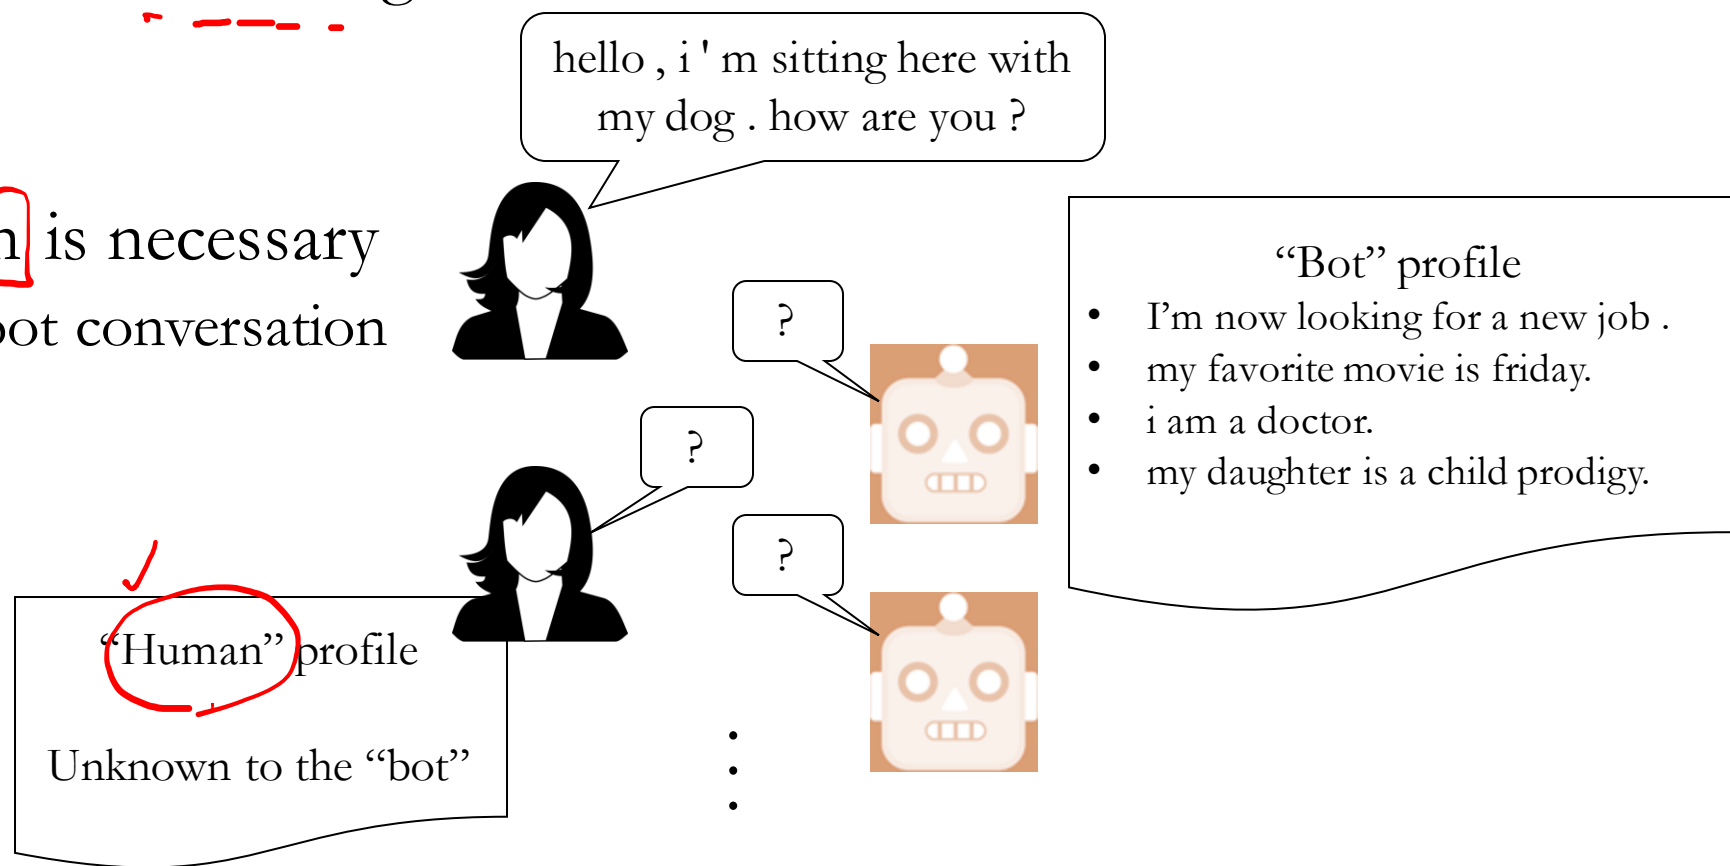 hello , i ' m sitting here with
my dog . how are you ?
is necessary
conversation
“Bot” profile
• I’m now looking for a new job .
• my favorite movie is friday.
• i am a doctor.
• my daughter is a child prodigy.
?
?
?
“Human” profile
Unknown to the “bot”